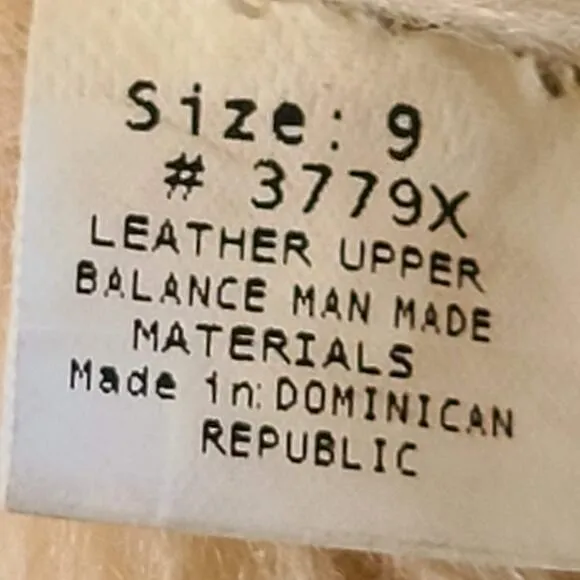 Size: 9
# 3779X
LEATHER UPPER
BALANCE MAN MADE
MATERIALS
Made in: DOMINICAN
REPUBLIC